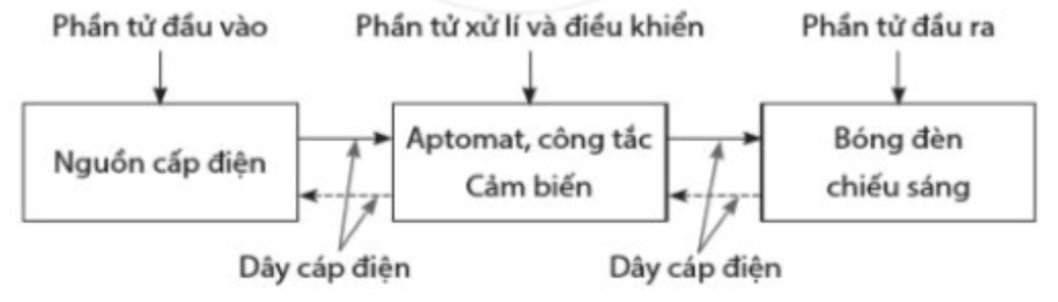 Phần tử đầu vào
Phần tử xử lí và điều khiển
Phần tử đầu ra
Nguồn cấp điện
Aptomat, công tắc
Cảm biến
Bóng đèn
chiếu sáng
Dây cáp điện
Dây cáp điện